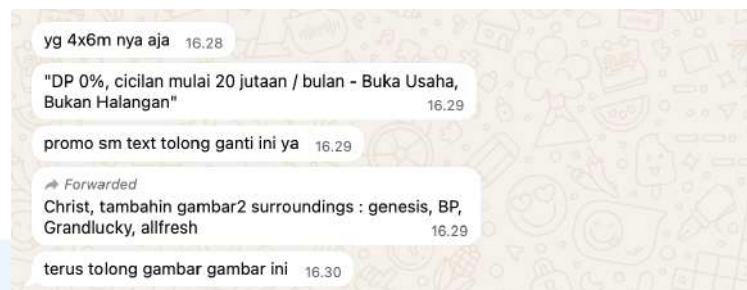 yg 4x6m nya aja 16.28
"DP 0%, cicilan mulai 20 jutaan / bulan - Buka Usaha,
Bukan Halangan" 16.29
promo sm text tolong ganti ini ya 16.29
Forwarded
Christ, tambahin gambar2 surroundings : genesis, BP,
Grandlucky, allfresh 16.29
terus tolong gambar gambar ini 16.30